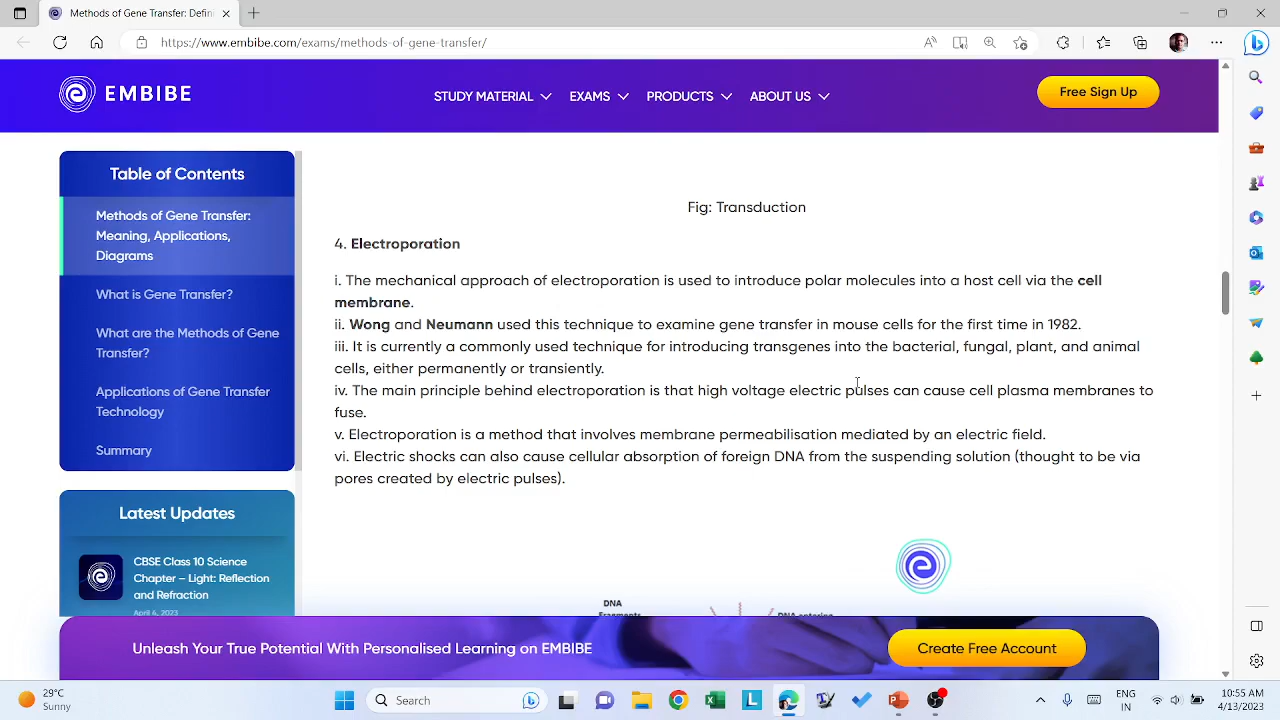 Methods of Gene Transfer: Defini
https://www.embibe.com/exams/methods-of-gene-transfer/
EMBIBE
STUDY MATERIAL
EXAMS
PRODUCTS
ABOUT US
Free Sign Up
Table of Contents
Methods of Gene Transfer:
Meaning, Applications,
Diagrams
What is Gene Transfer?
What are the Methods of Gene
Transfer?
Applications of Gene Transfer
Technology
Summary
Latest Updates
CBSE Class 10 Science
Chapter – Light: Reflection
and Refraction
April 6, 2023
Fig: Transduction
4. Electroporation
i. The mechanical approach of electroporation is used to introduce polar molecules into a host cell via the cell
membrane.
ii. Wong and Neumann used this technique to examine gene transfer in mouse cells for the first time in 1982.
iii. It is currently a commonly used technique for introducing transgenes into the bacterial, fungal, plant, and animal
cells, either permanently or transiently.
iv. The main principle behind electroporation is that high voltage electric pulses can cause cell plasma membranes to
fuse.
v. Electroporation is a method that involves membrane permeabilisation mediated by an electric field.
vi. Electric shocks can also cause cellular absorption of foreign DNA from the suspending solution (thought to be via
pores created by electric pulses).
DNA
Fragments
DNA entering
Unleash Your True Potential With Personalised Learning on EMBIBE
Create Free Account
29°C
Sunny
Search
ENG
IN
10:55 AM
4/13/2023